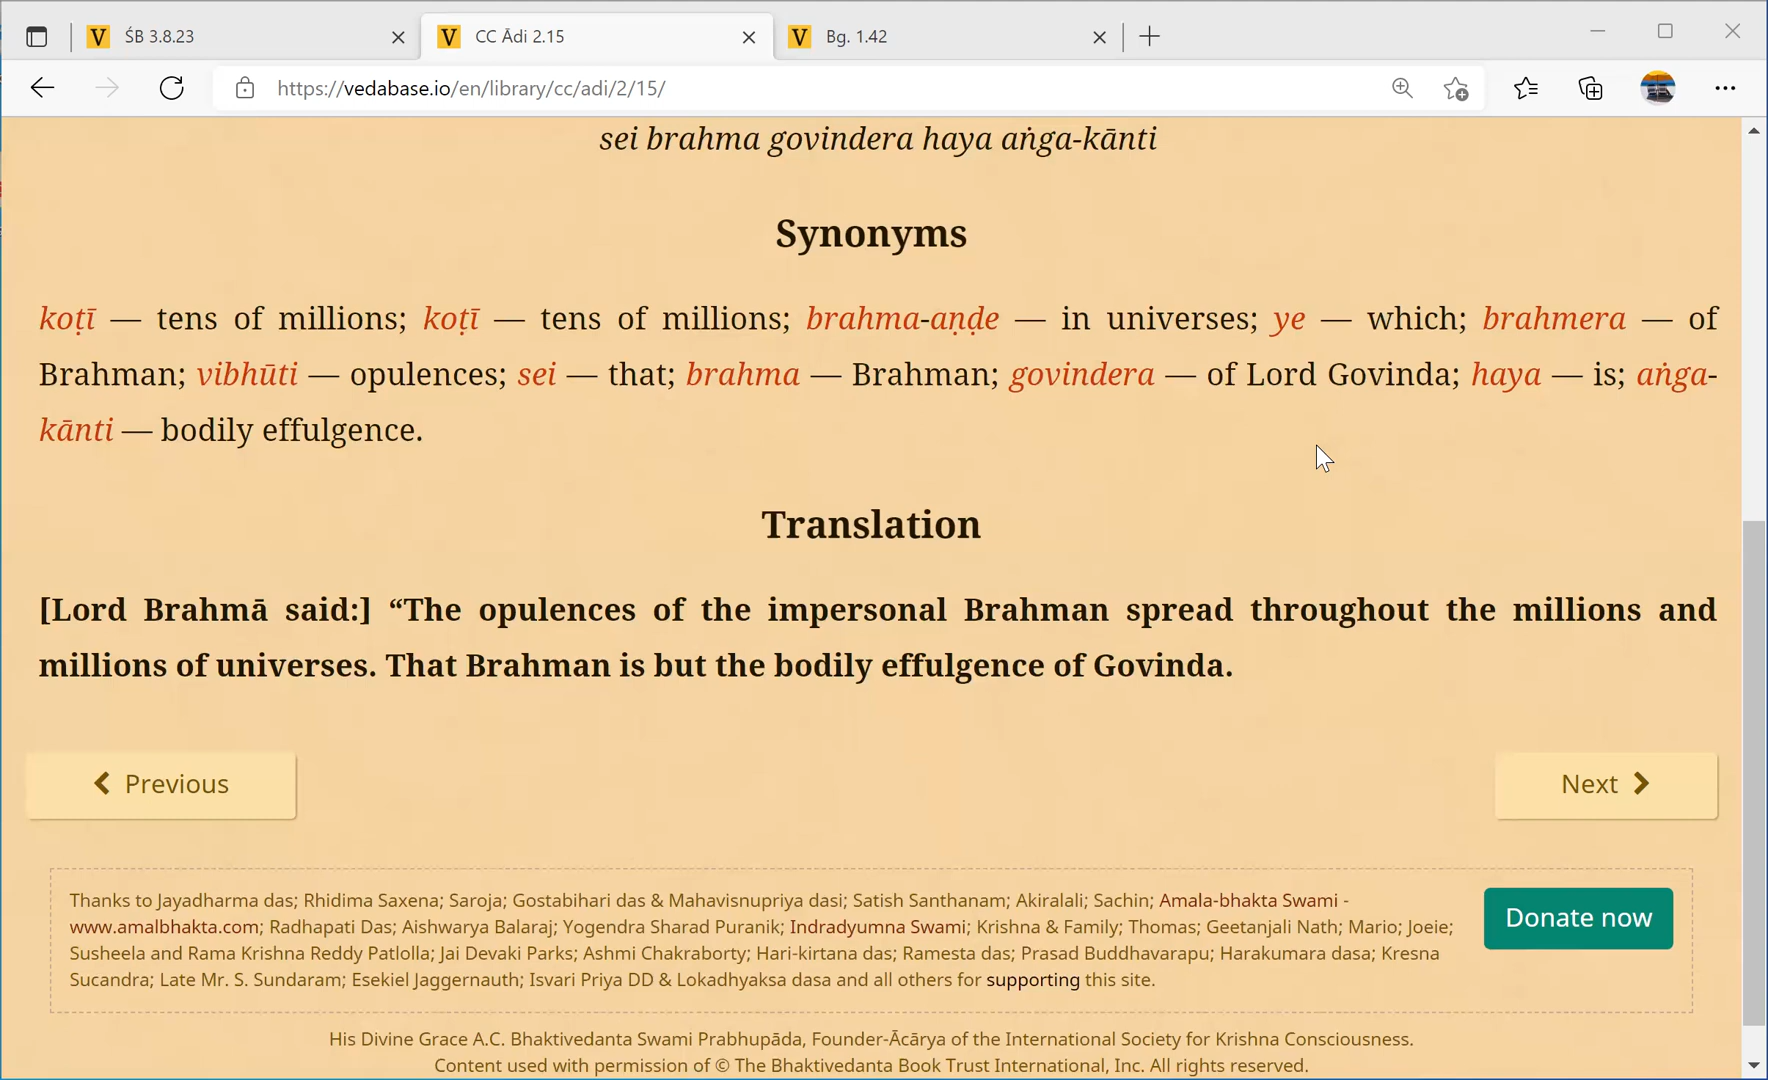 V ŚB 3.8.23
V CC Ādi 2.15
V Bg. 1.42
https://vedabase.io/en/library/cc/adi/2/15/
sei brahma govindera haya aṅga-kānti
Synonyms
koṭī — tens of millions; koṭī — tens of millions; brahma-aṇḍe — in universes; ye — which; brahmera — of
Brahman; vibhūti — opulences; sei — that; brahma — Brahman; govindera — of Lord Govinda; haya — is; aṅga-
kānti — bodily effulgence.
Translation
[Lord Brahmā said:] “The opulences of the impersonal Brahman spread throughout the millions and
millions of universes. That Brahman is but the bodily effulgence of Govinda.
Previous
Next
Thanks to Jayadharma das; Rhidima Saxena; Saroja; Gostabihari das & Mahavisnupriya dasi; Satish Santhanam; Akiralali; Sachin; Amala-bhakta Swami -
www.amalbhakta.com; Radhapati Das; Aishwarya Balaraj; Yogendra Sharad Puranik; Indradyumna Swami; Krishna & Family; Thomas; Geetanjali Nath; Mario; Joeie;
Susheela and Rama Krishna Reddy Patlolla; Jai Devaki Parks; Ashmi Chakraborty; Hari-kirtana das; Ramesta das; Prasad Buddhavarapu; Harakumara dasa; Kresna
Sucandra; Late Mr. S. Sundaram; Esekiel Jaggernauth; Isvari Priya DD & Lokadhyaksa dasa and all others for supporting this site.
Donate now
His Divine Grace A.C. Bhaktivedanta Swami Prabhupāda, Founder-Ācārya of the International Society for Krishna Consciousness.
Content used with permission of © The Bhaktivedanta Book Trust International, Inc. All rights reserved.